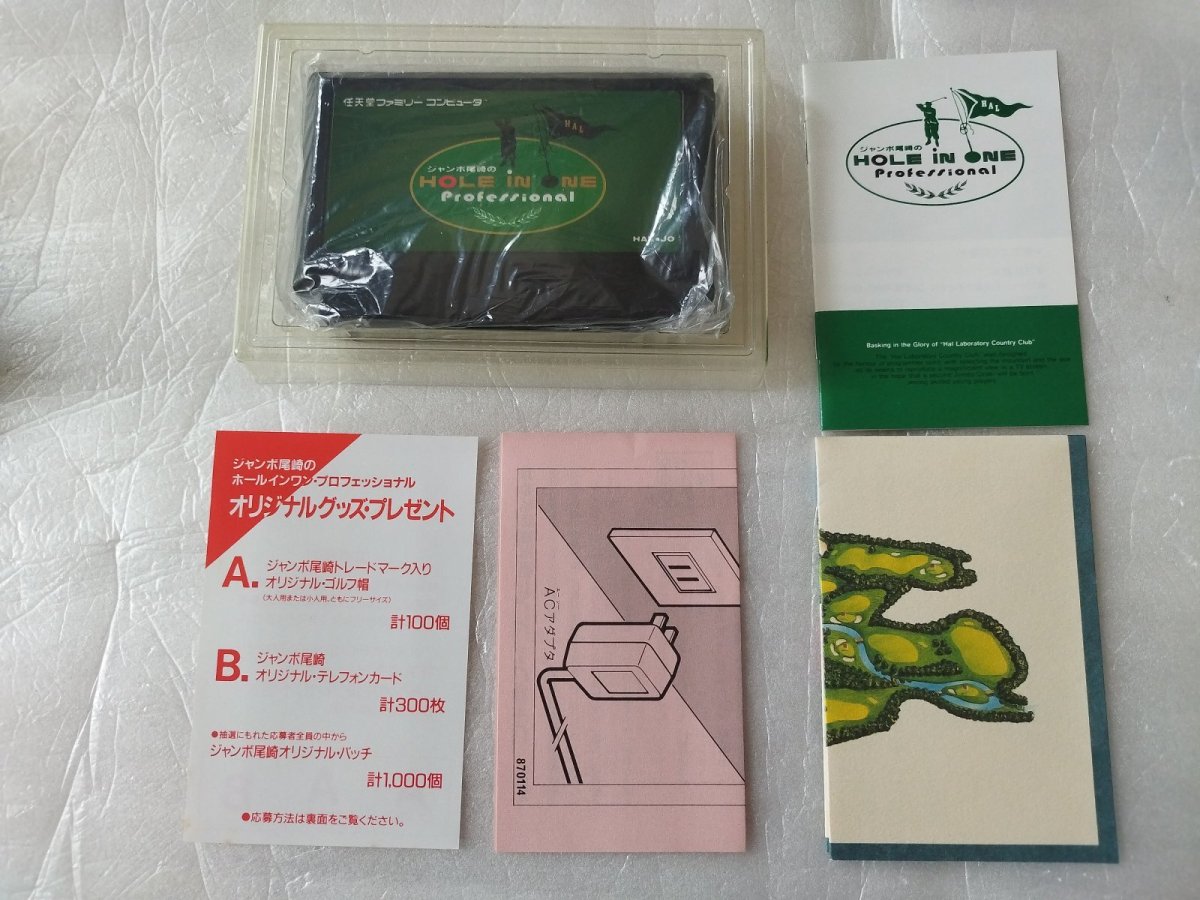 任天堂ファミリー コンピュータ
HAL
ジャンボ尾崎の
HOLE iN ONE
Professional
HAL
ジャンボ尾崎の
HOLE iN ONE
Professional
Basking in the Glory of "Hal Laboratory Country Club"
ジャンボ尾崎の
ホールインワン・プロフェッショナル
オリジナルグッズ・プレゼント
A. ジャンボ尾崎トレードマーク入り
オリジナル・ゴルフ帽
(大人用または小人用、ともにフリーサイズ)
計100個
B. ジャンボ尾崎
オリジナル・テレフォンカード
計300枚
●抽選にもれた応募者全員の中から
ジャンボ尾崎オリジナル・バッチ
計1,000個
●応募方法は裏面をご覧ください。
ACアダプタ
870114